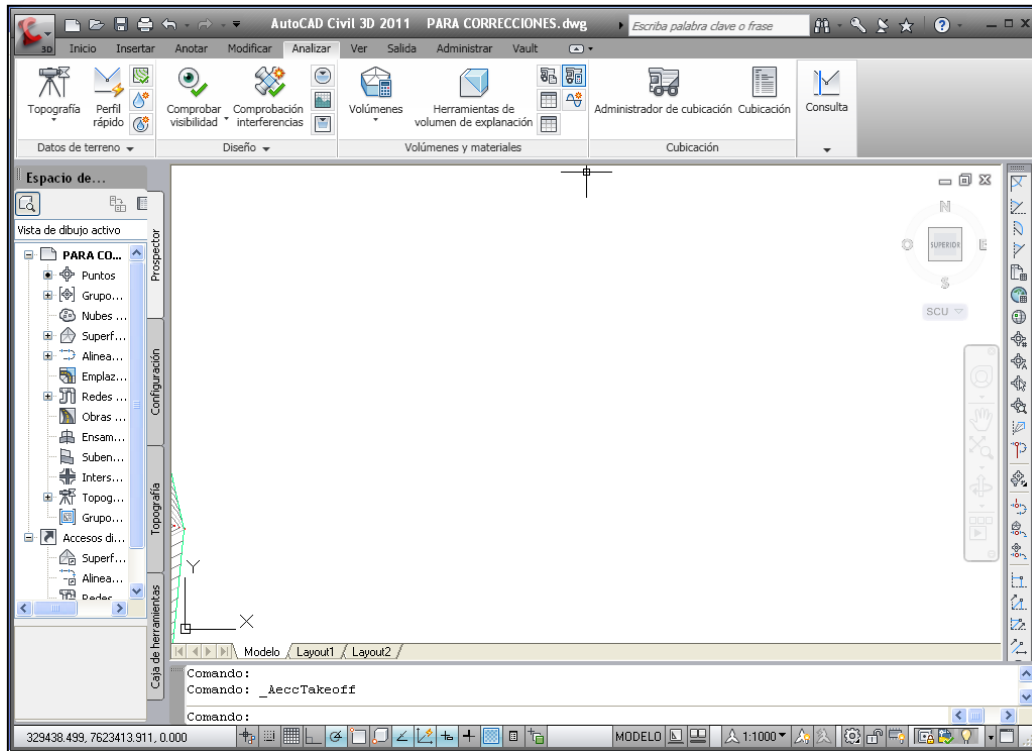 AutoCAD Civil 3D 2011 PARA CORRECCIONES.dwg
Escriba palabra clave o frase
3D
Inicio Insertar Anotar Modificar Analizar Ver Salida Administrar Vault
Topografía
Perfil rápido
Comprobar visibilidad
Comprobación interferencias
Volúmenes
Herramientas de volumen de explanación
Administrador de cubicación
Cubicación
Consulta
Datos de terreno
Diseño
Volúmenes y materiales
Cubicación
Espacio de...
Vista de dibujo activo
PARA CO...
Puntos
Grupo...
Nubes ...
Superf...
Alinea...
Emplaz...
Redes ...
Obras ...
Ensam...
Suben...
Inters...
Topog...
Grupo...
Accesos di...
Superf...
Alinea...
Redes
Prospector
Configuración
Topografía
Caja de herramientas
N
O SUPERIOR E
S
SCU
Y
X
Modelo Layout1 Layout2
Comando:
Comando: _AeccTakeoff
Comando:
329438.499, 7623413.911, 0.000
MODELO
1:1000